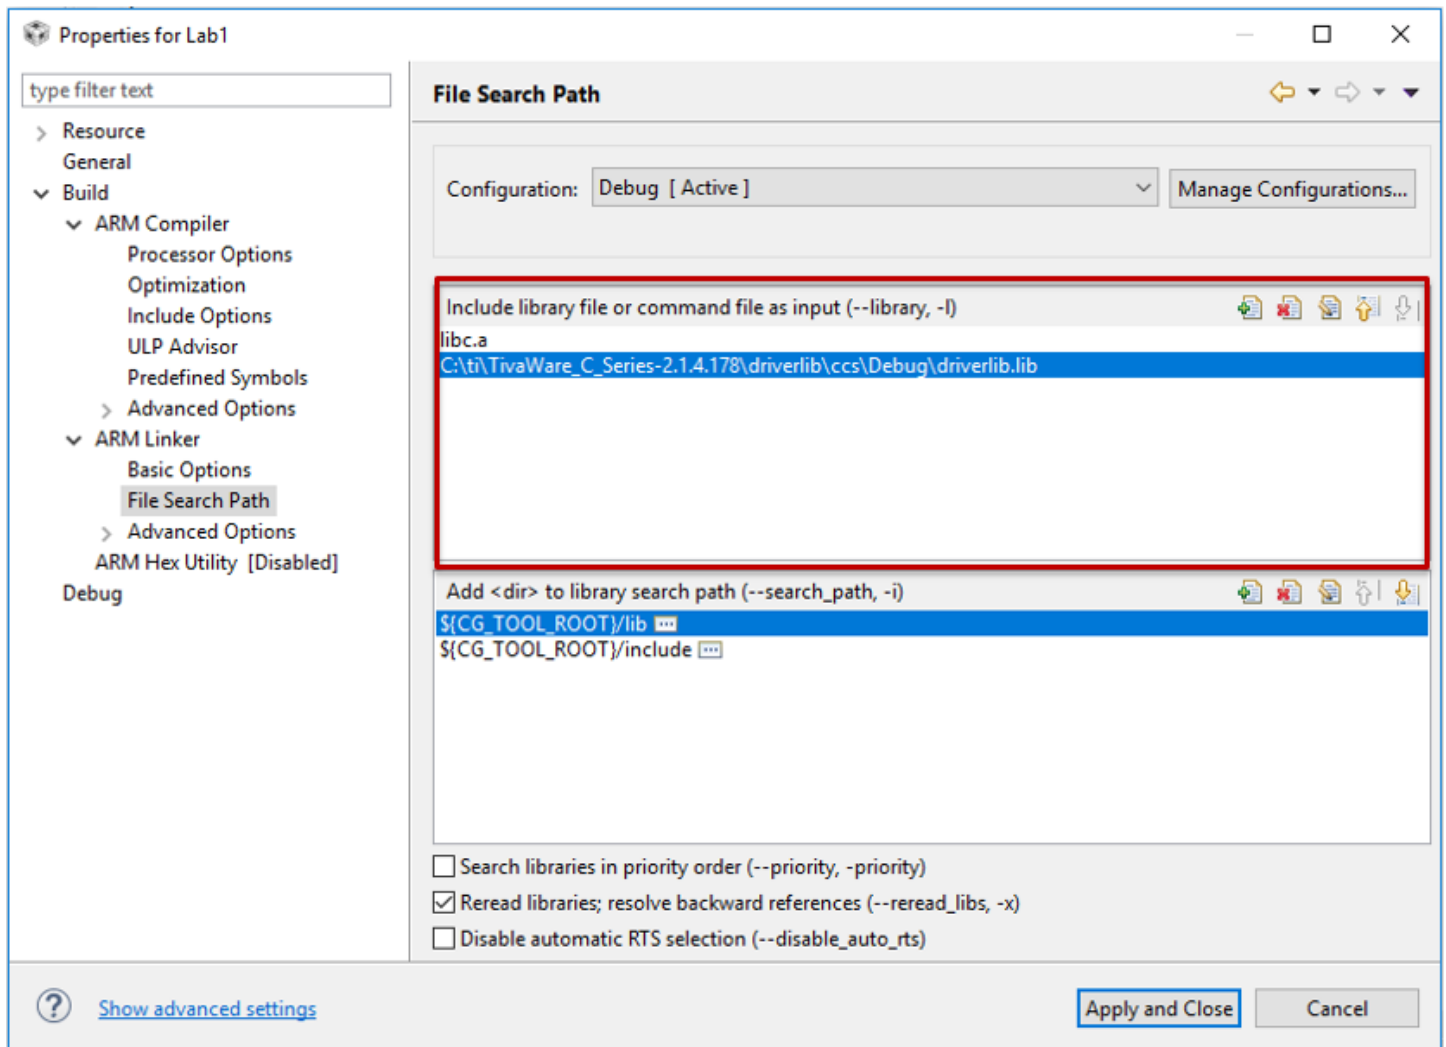 Properties for Lab1
type filter text
Resource
General
Build
ARM Compiler
Processor Options
Optimization
Include Options
ULP Advisor
Predefined Symbols
Advanced Options
ARM Linker
Basic Options
File Search Path
Advanced Options
ARM Hex Utility [Disabled]
Debug
File Search Path
Configuration: Debug [ Active ] Manage Configurations...
Include library file or command file as input (--library, -l)
libc.a
C:\ti\TivaWare_C_Series-2.1.4.178\driverlib\ccs\Debug\driverlib.lib
Add <dir> to library search path (--search_path, -i)
${CG_TOOL_ROOT}/lib
${CG_TOOL_ROOT}/include
Search libraries in priority order (--priority, -priority)
Reread libraries; resolve backward references (--reread_libs, -x)
Disable automatic RTS selection (--disable_auto_rts)
? Show advanced settings Apply and Close Cancel